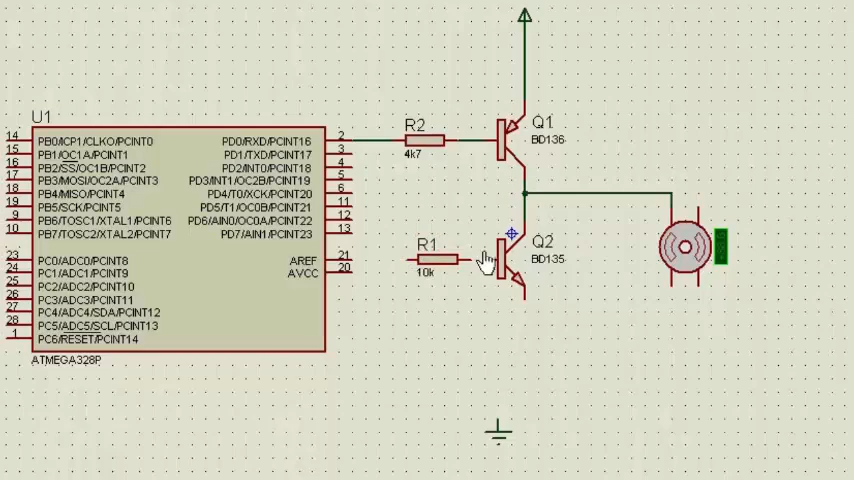 U1
14 PB0/ICP1/CLKO/PCINT0 PD0/RXD/PCINT16 2
15 PB1/OC1A/PCINT1 PD1/TXD/PCINT17 3
16 PB2/SS/OC1B/PCINT2 PD2/INT0/PCINT18 4
17 PB3/MOSI/OC2A/PCINT3 PD3/INT1/OC2B/PCINT19 5
18 PB4/MISO/PCINT4 PD4/T0/XCK/PCINT20 6
19 PB5/SCK/PCINT5 PD5/T1/OC0B/PCINT21 11
9 PB6/TOSC1/XTAL1/PCINT6 PD6/AIN0/OC0A/PCINT22 12
10 PB7/TOSC2/XTAL2/PCINT7 PD7/AIN1/PCINT23 13
23 PC0/ADC0/PCINT8 AREF 21
24 PC1/ADC1/PCINT9 AVCC 20
25 PC2/ADC2/PCINT10
26 PC3/ADC3/PCINT11
27 PC4/ADC4/SDA/PCINT12
28 PC5/ADC5/SCL/PCINT13
1 PC6/RESET/PCINT14
ATMEGA328P
R2
4k7
Q1
BD136
R1
10k
Q2
BD135